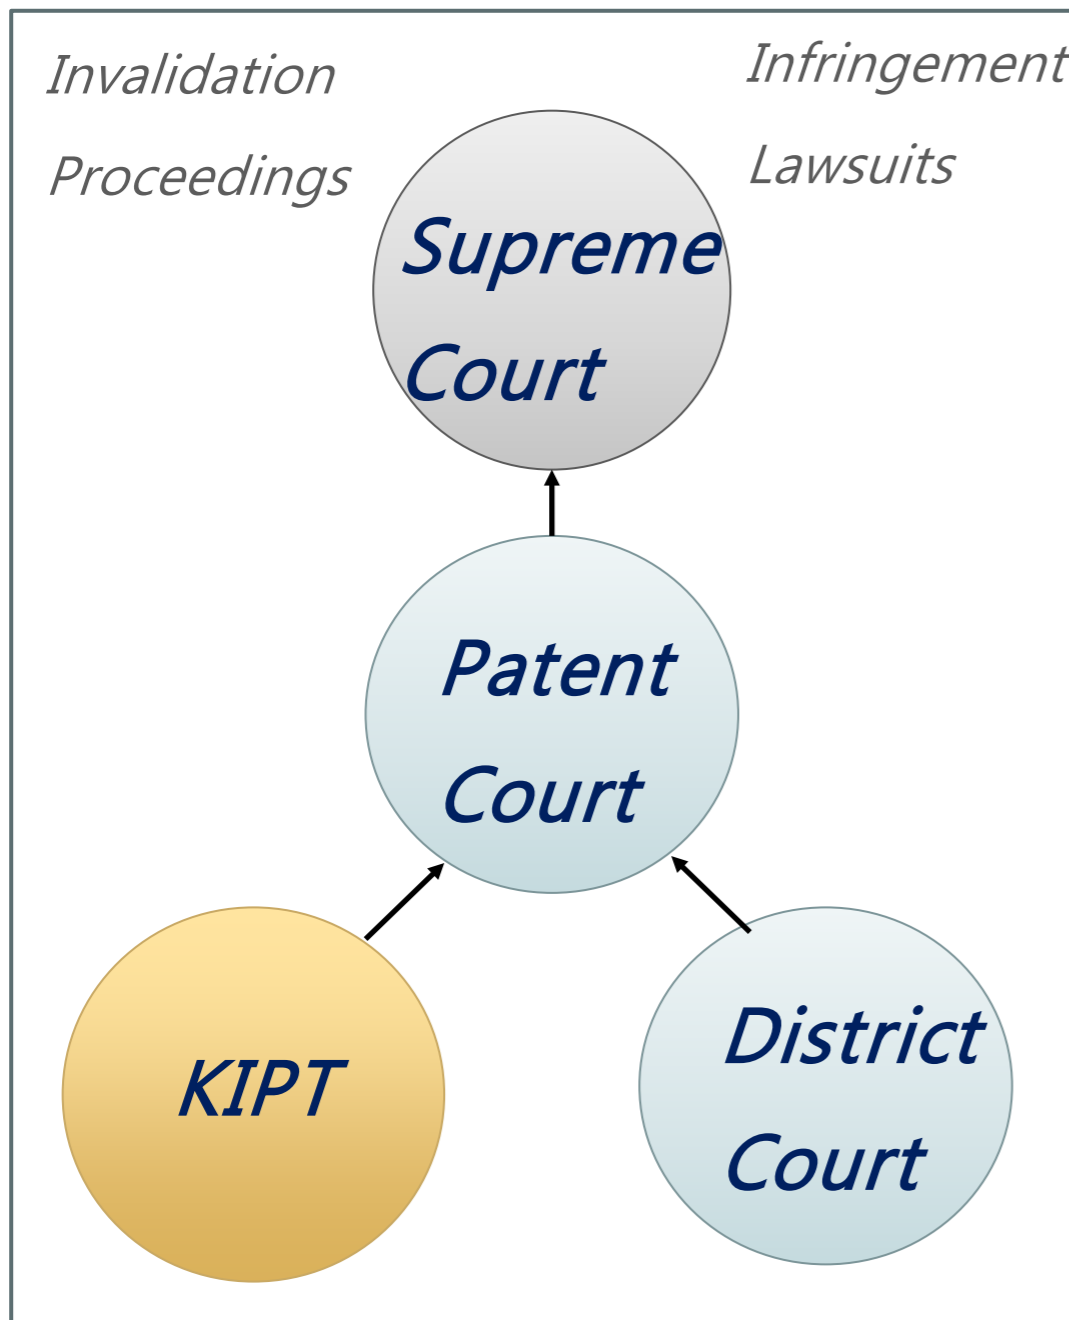 Invalidation
Proceedings
Infringement
Lawsuits
Supreme
Court
Patent
Court
KIPT
District
Court